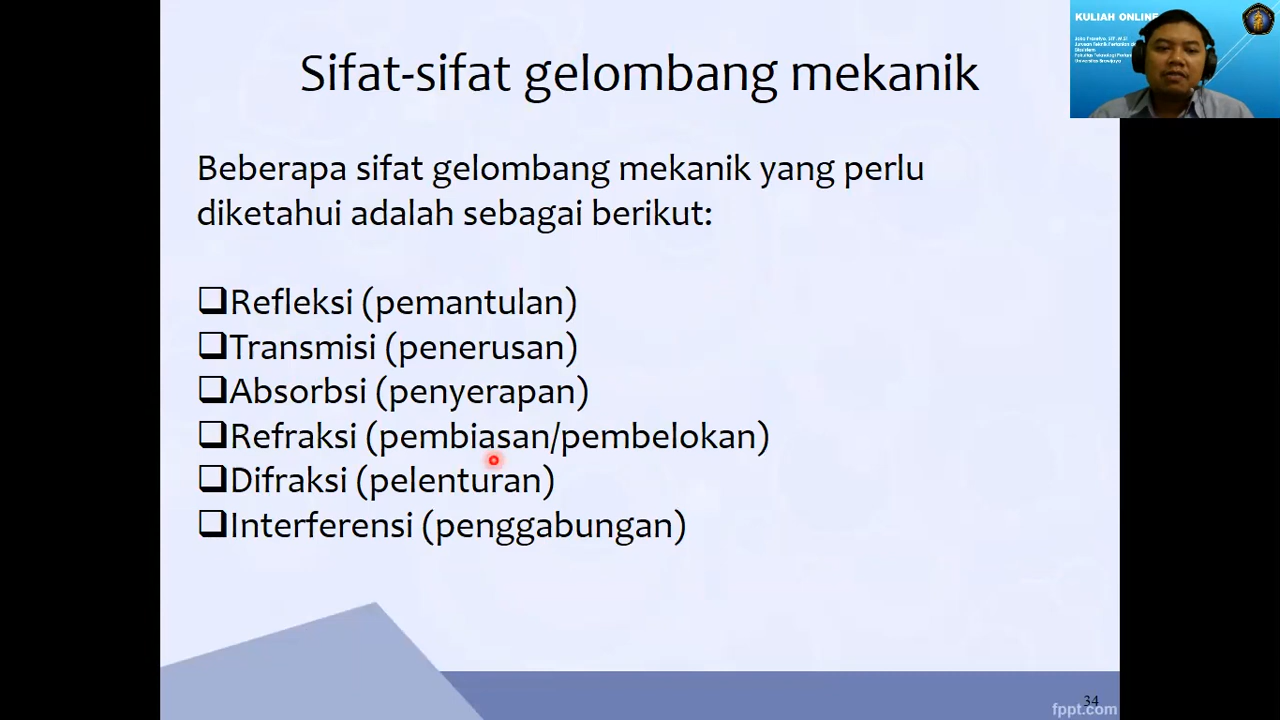 Sifat-sifat gelombang mekanik
KULIAH ONLINE
Beberapa sifat gelombang mekanik yang perlu
diketahui adalah sebagai berikut:
❑Refleksi (pemantulan)
❑Transmisi (penerusan)
❑Absorbsi (penyerapan)
❑Refraksi (pembiasan/pembelokan)
❑Difraksi (pelenturan)
❑Interferensi (penggabungan)
34
fppt.com